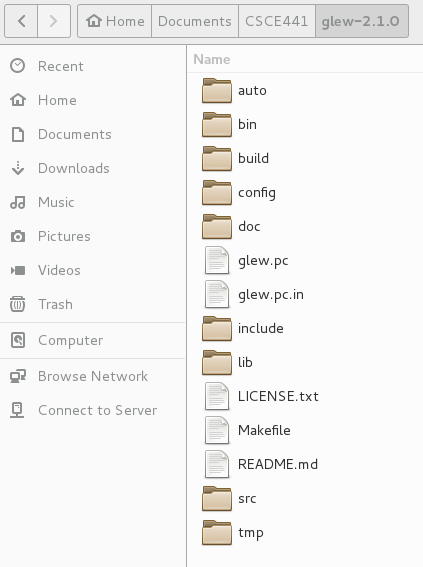 Home Documents CSCE441 glew-2.1.0
Recent
Home
Documents
Downloads
Music
Pictures
Videos
Trash
Computer
Browse Network
Connect to Server
Name
auto
bin
build
config
doc
glew.pc
glew.pc.in
include
lib
LICENSE.txt
Makefile
README.md
src
tmp